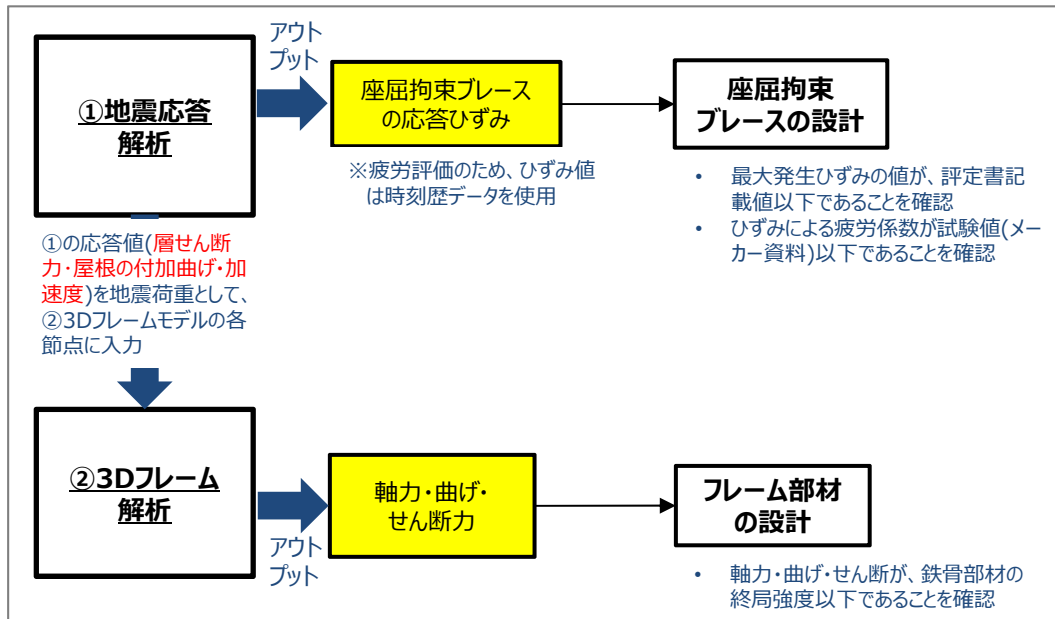 アウト
プット
①地震応答
解析
座屈拘束ブレース
の応答ひずみ
座屈拘束
ブレースの設計
※疲労評価のため、ひずみ値
は時刻歴データを使用
• 最大発生ひずみの値が、評定書記
載値以下であることを確認
• ひずみによる疲労係数が試験値(メー
カー資料)以下であることを確認
①の応答値(層せん断
力・屋根の付加曲げ・加
速度)を地震荷重として、
②3Dフレームモデルの各
節点に入力
②3Dフレーム
解析
アウト
プット
軸力・曲げ・
せん断力
フレーム部材
の設計
• 軸力・曲げ・せん断が、鉄骨部材の
終局強度以下であることを確認